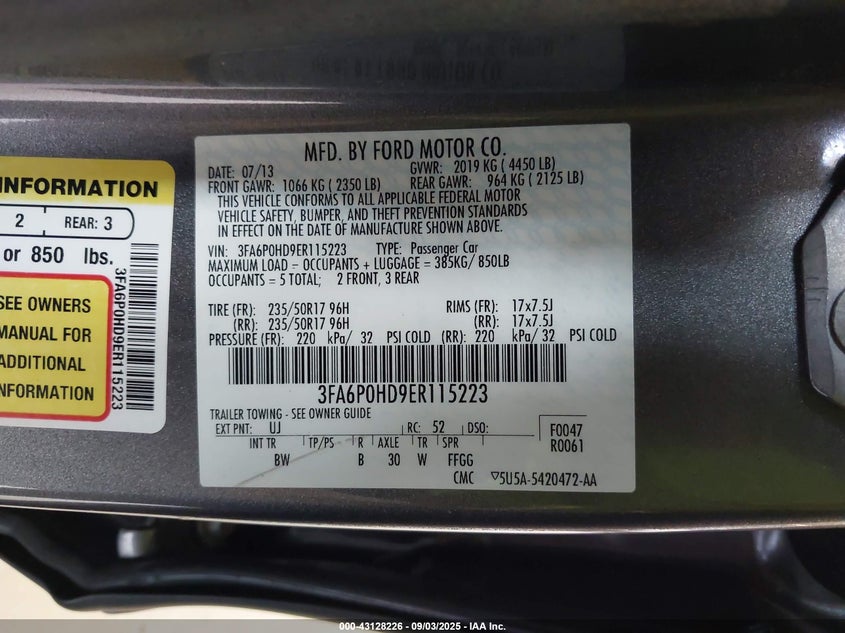 INFORMATION
2 REAR: 3
or 850 lbs.
SEE OWNERS
MANUAL FOR
ADDITIONAL
INFORMATION
3FA6P0HD9ER115223
MFD. BY FORD MOTOR CO.
DATE: 07/13 GVWR: 2019 KG ( 4450 LB)
FRONT GAWR: 1066 KG ( 2350 LB) REAR GAWR: 964 KG ( 2125 LB)
THIS VEHICLE CONFORMS TO ALL APPLICABLE FEDERAL MOTOR
VEHICLE SAFETY, BUMPER, AND THEFT PREVENTION STANDARDS
IN EFFECT ON THE DATE OF MANUFACTURE SHOWN ABOVE.
VIN: 3FA6P0HD9ER115223 TYPE: Passenger Car
MAXIMUM LOAD = OCCUPANTS + LUGGAGE = 385KG/ 850LB
OCCUPANTS = 5 TOTAL; 2 FRONT, 3 REAR
TIRE (FR): 235/50R17 96H RIMS (FR): 17x7.5J
(RR): 235/50R17 96H (RR): 17x7.5J
PRESSURE (FR): 220 kPa/ 32 PSI COLD (RR): 220 kPa/ 32 PSI COLD
3FA6P0HD9ER115223
TRAILER TOWING - SEE OWNER GUIDE
EXT PNT: UJ RC: 52 DSO: F0047
INT TR TP/PS R AXLE TR SPR R0061
BW B 30 W FFGG
CMC ▽5U5A-5420472-AA
000-43128226 - 09/03/2025 - IAA Inc.